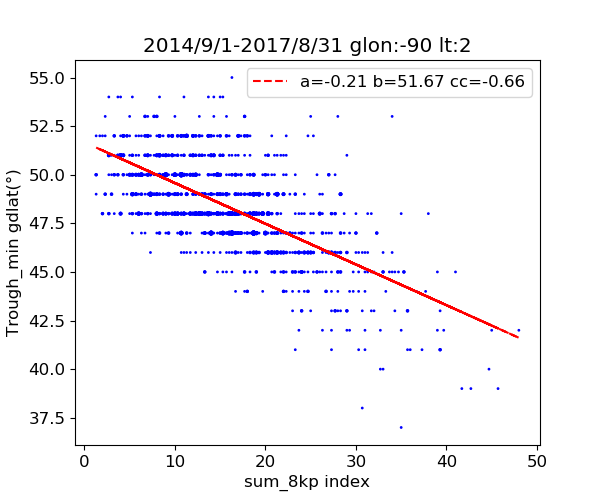 2014/9/1-2017/8/31 glon:-90 lt:2
a=-0.21 b=51.67 cc=-0.66
Trough_min gdlat(°)
55.0
52.5
50.0
47.5
45.0
42.5
40.0
37.5
0 10 20 30 40 50
sum_8kp index